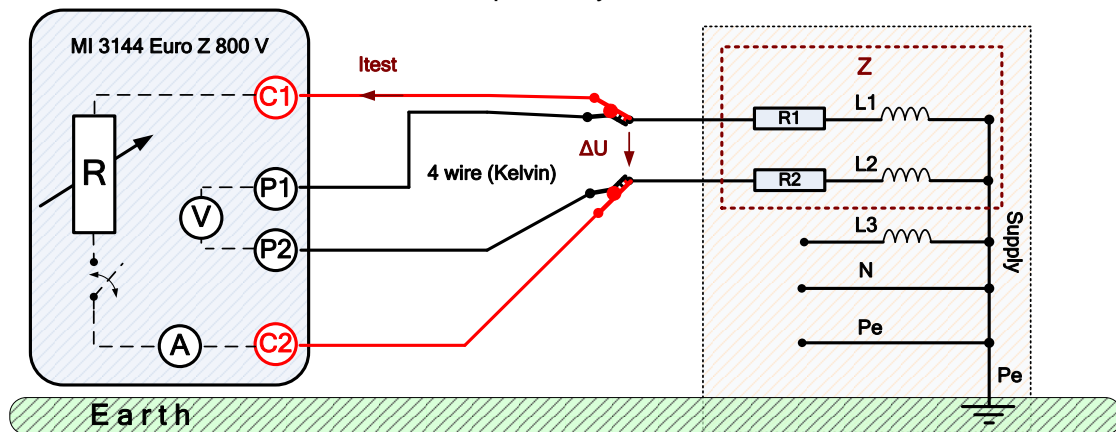 MI 3144 Euro Z 800 V
C1
Itest
Z
R1
L1
R
P1
4 wire (Kelvin)
ΔU
V
P2
R2
L2
L3
Supply
N
A
C2
Pe
Pe
Earth